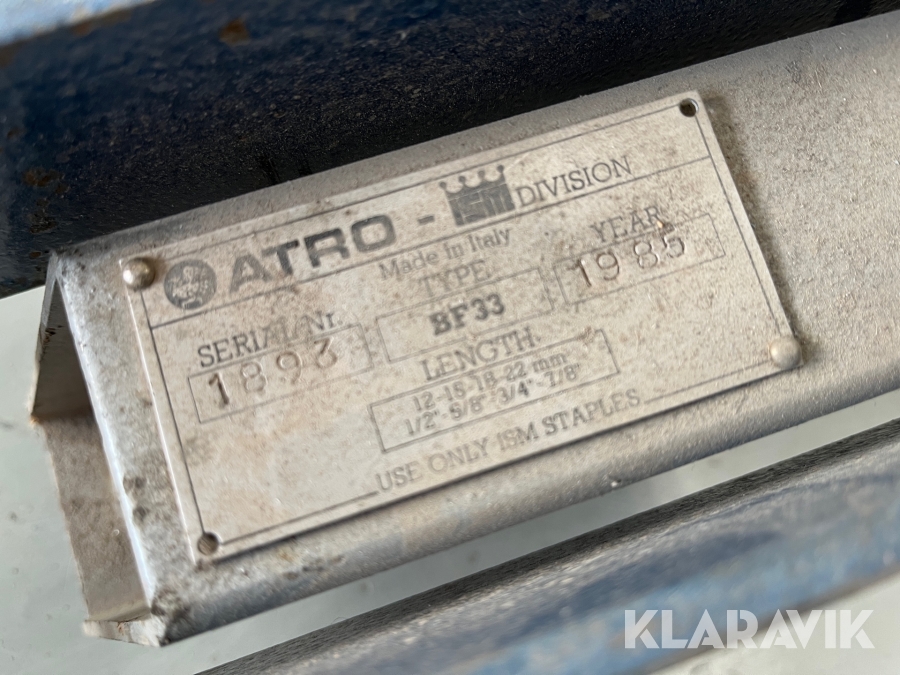 ATRO - ISM DIVISION
Made in Italy
SERIAL Nr. TYPE YEAR
1893 BF33 1985
LENGTH
12-15-18-22 mm
1/2" 5/8" 3/4" 7/8"
USE ONLY ISM STAPLES
KLARAVIK